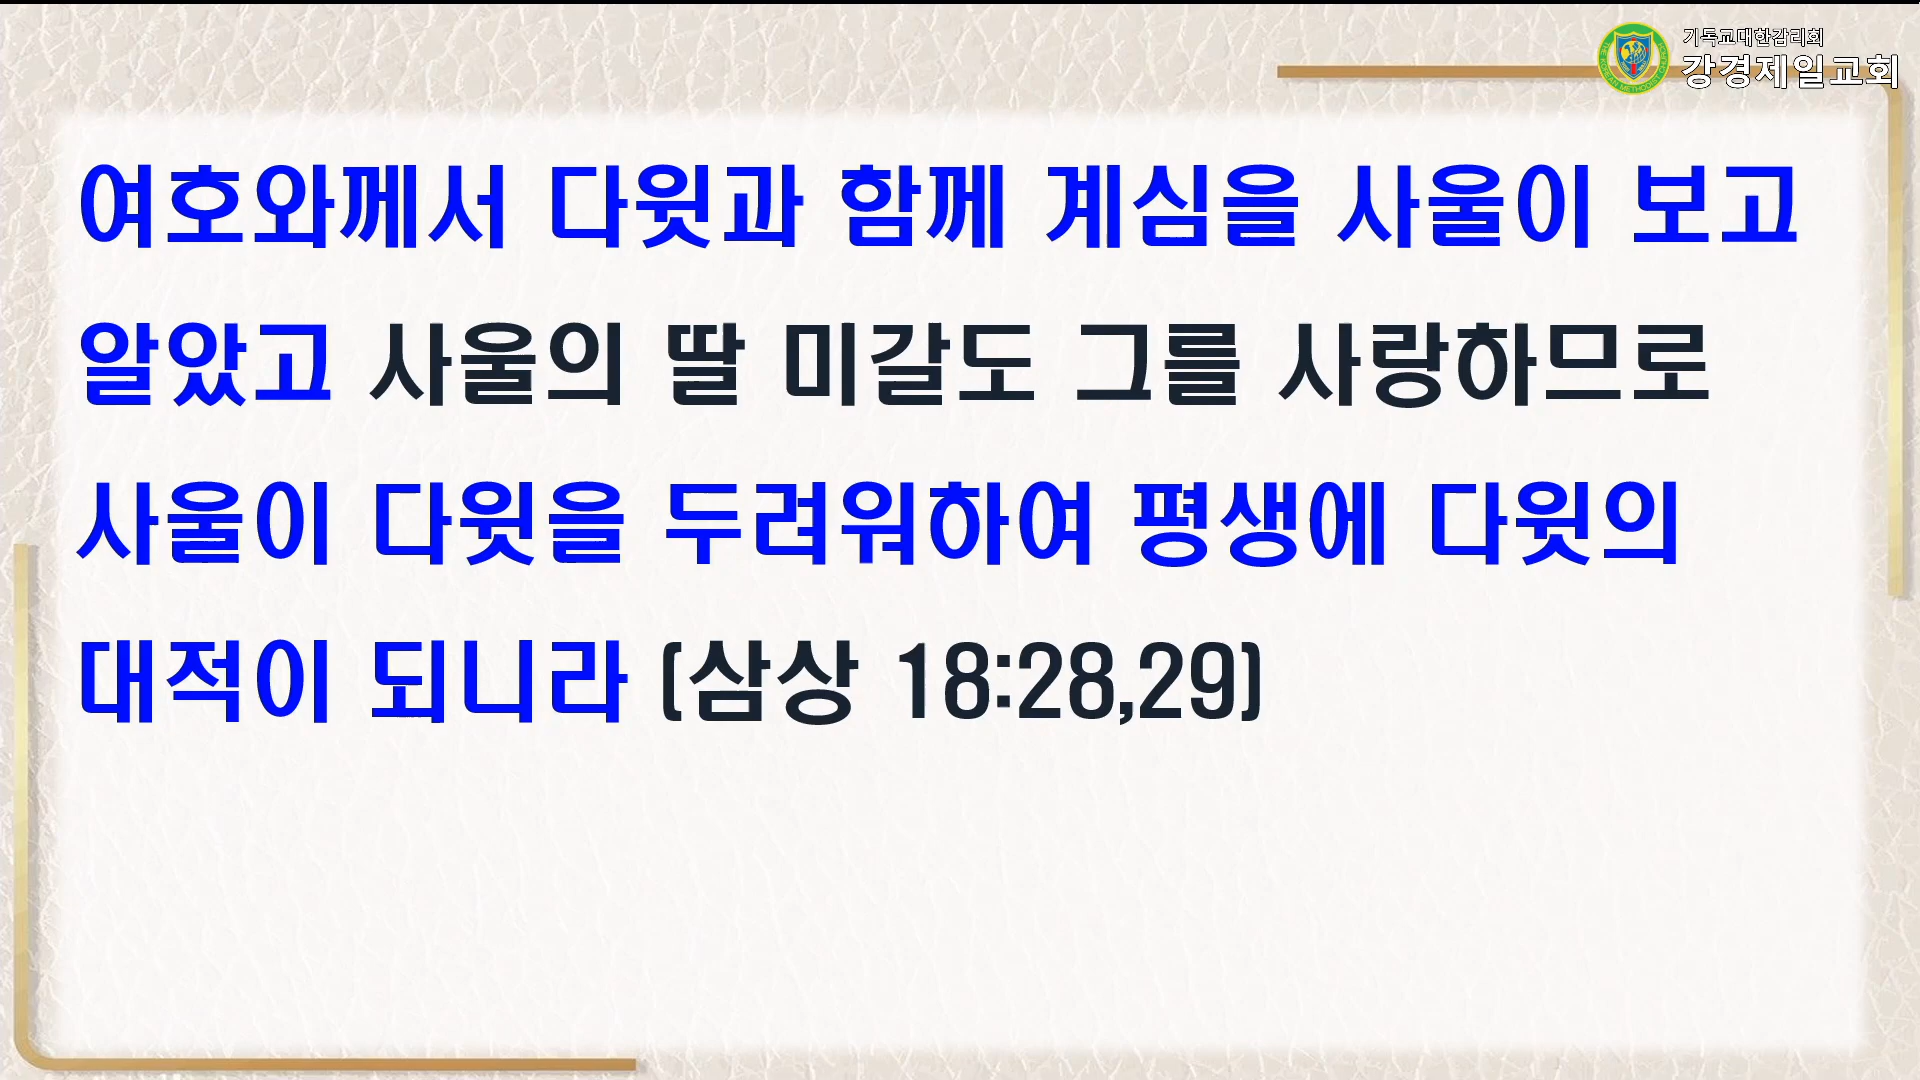 기독교대한감리회
강경제일교회
여호와께서 다윗과 함께 계심을 사울이 보고
알았고 사울의 딸 미갈도 그를 사랑하므로
사울이 다윗을 두려워하여 평생에 다윗의
대적이 되니라 (삼상 18:28,29)